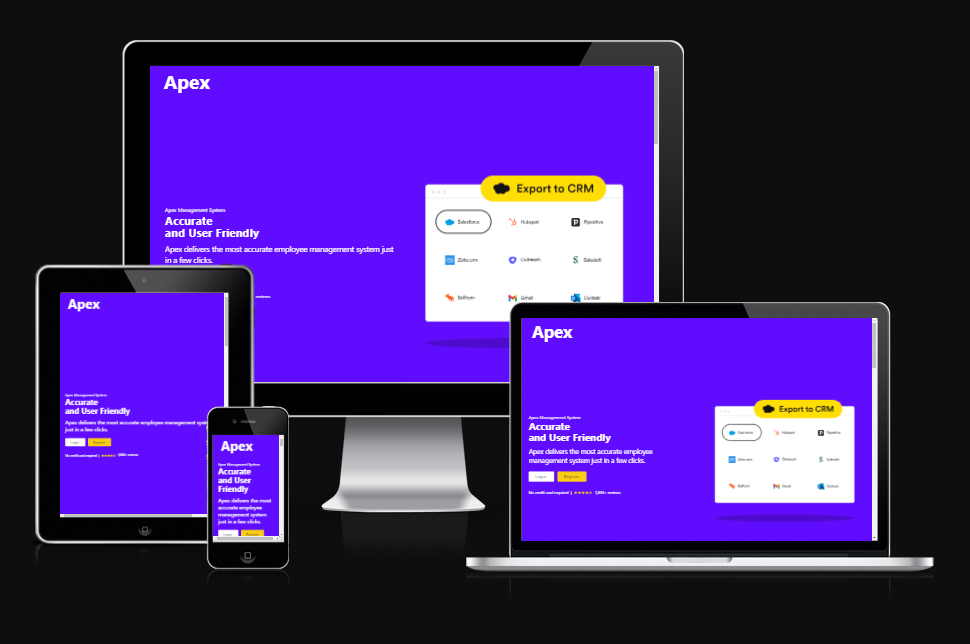 Apex
Export to CRM
Salesforce Hubspot Pipedrive
Apex Management System
Accurate
and User Friendly
Apex delivers the most accurate employee management system just
in a few clicks.
Zoho crm Outreach Salesloft
Bullhorn Gmail Outlook
reviews
Apex
Apex Management System
Accurate
and User Friendly
Apex delivers the most accurate employee management system
just in a few clicks.
Login Register
No credit card required | reviews
Apex
Apex Management System
Accurate
and User
Friendly
Apex delivers the most
accurate employee
management system
just in a few clicks.
Login Register
Apex
Export to CRM
Salesforce Hubspot Pipedrive
Apex Management System
Accurate
and User Friendly
Apex delivers the most accurate employee
management system just in a few clicks.
Zoho crm Outreach Salesloft
Login Register
Bullhorn Gmail Outlook
No credit card required | reviews